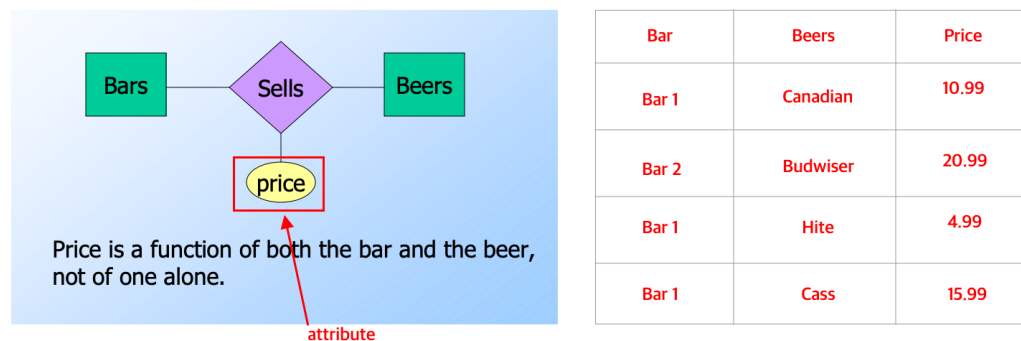 Bars
Sells
Beers
price
Price is a function of both the bar and the beer,
not of one alone.
attribute
Bar Beers Price
Bar 1 Canadian 10.99
Bar 2 Budwiser 20.99
Bar 1 Hite 4.99
Bar 1 Cass 15.99